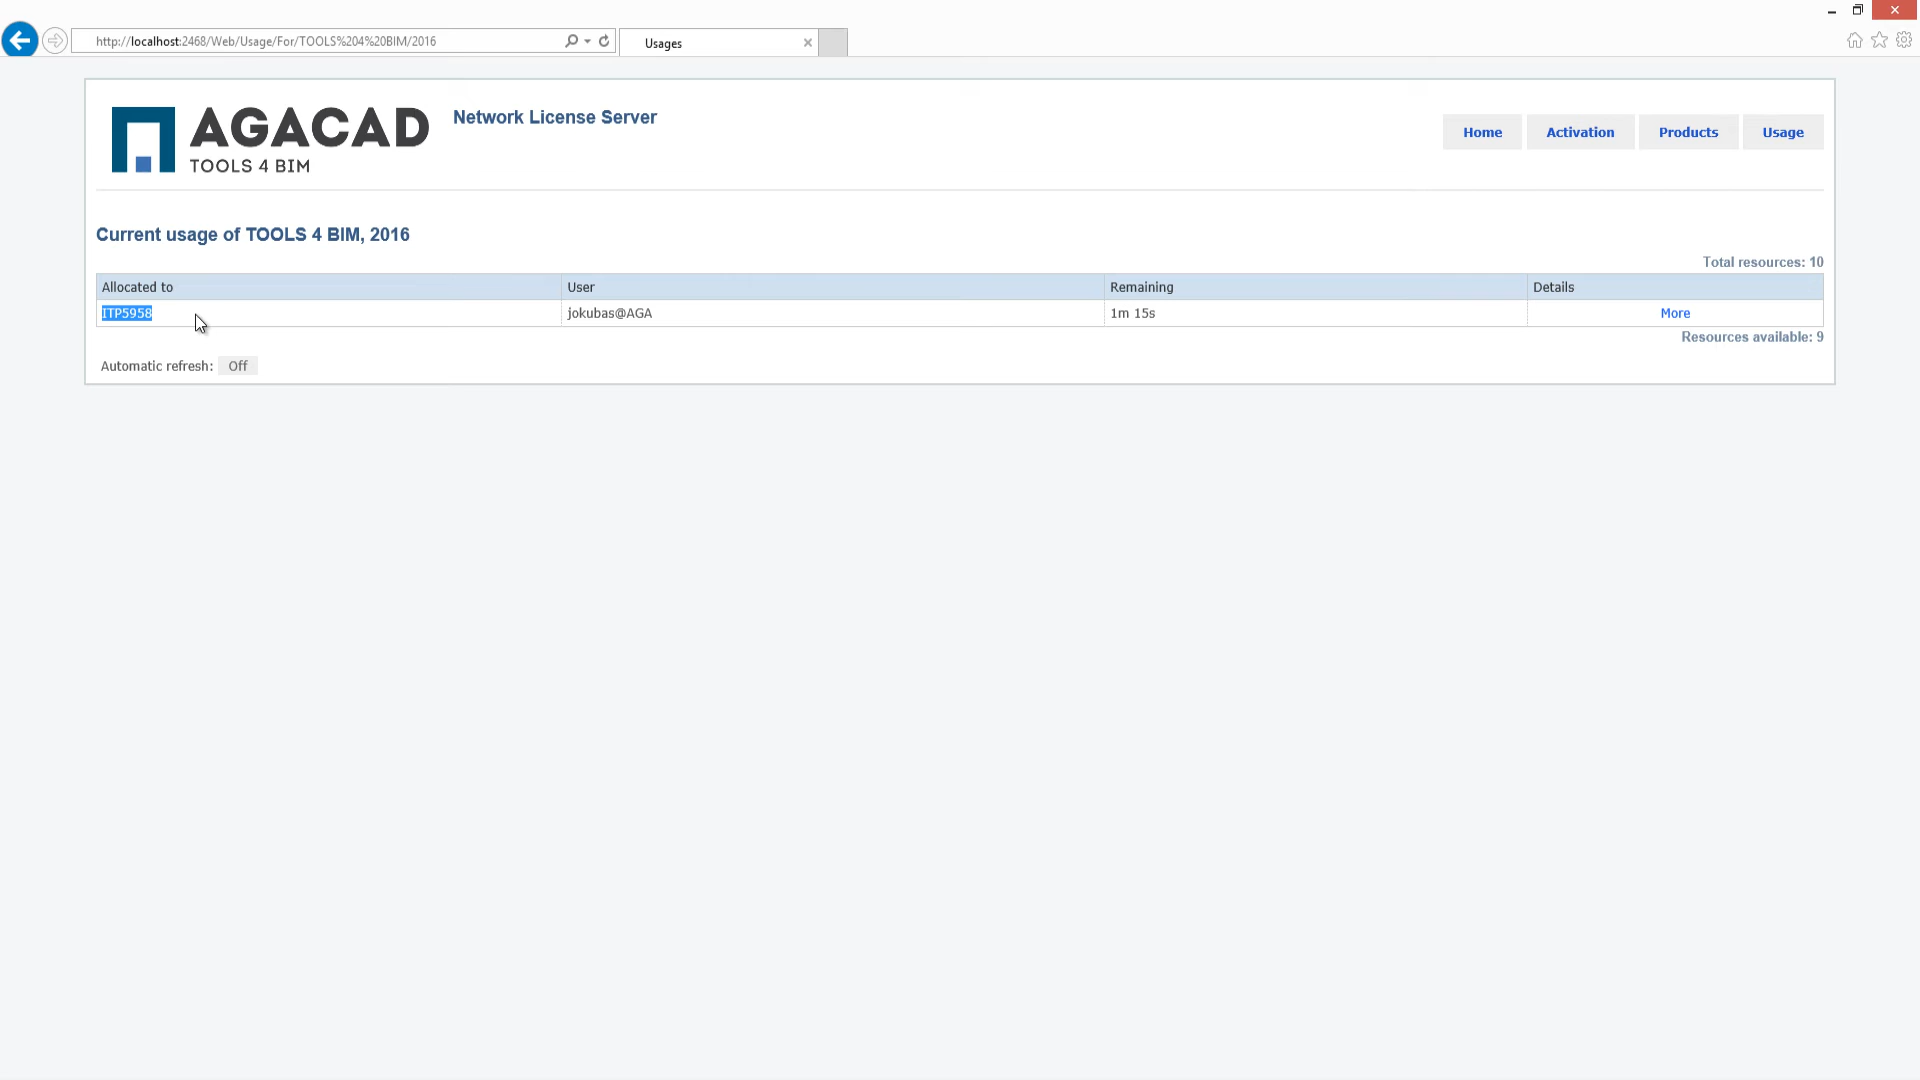 http://localhost:2468/Web/Usage/For/TOOLS%204%20BIM/2016
Usages
AGACAD
TOOLS 4 BIM
Network License Server
Home
Activation
Products
Usage
Current usage of TOOLS 4 BIM, 2016
Total resources: 10
Allocated to User Remaining Details
ITP5958 jokubas@AGA 1m 15s More
Resources available: 9
Automatic refresh: Off